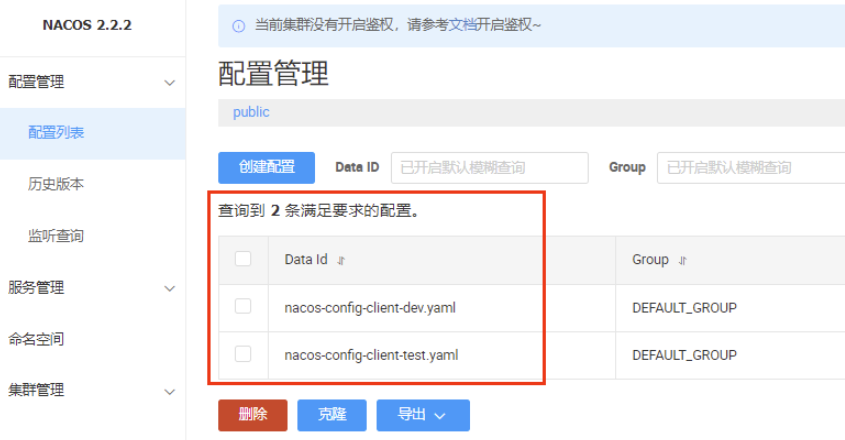 NACOS 2.2.2
配置管理
配置列表
历史版本
监听查询
服务管理
命名空间
集群管理
当前集群没有开启鉴权，请参考文档开启鉴权~
配置管理
public
创建配置 Data ID 已开启默认模糊查询 Group 已开启默认模糊查询
查询到 2 条满足要求的配置。
Data Id Group
nacos-config-client-dev.yaml DEFAULT_GROUP
nacos-config-client-test.yaml DEFAULT_GROUP
删除 克隆 导出